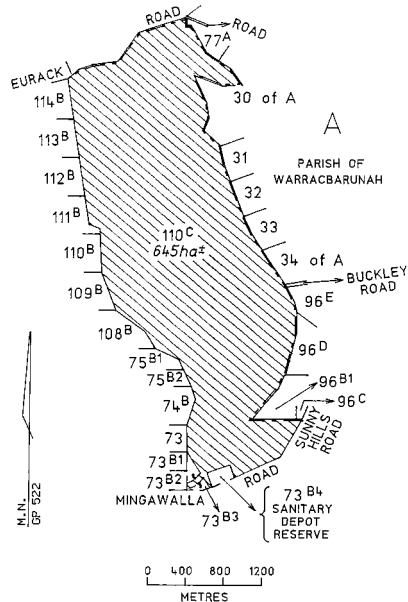 ROAD
ROAD
77A
EURACK
114B
30 of A
A
113B
31
PARISH OF
WARRACBARUNAH
112B
32
111B
33
110C
645ha±
110B
34 of A
BUCKLEY
ROAD
109B
96E
108B
96D
75B1
96B1
75B2
96C
74B
SUNNY
HILLS
ROAD
73
73B1
ROAD
73B2
MINGAWALLA
73B3
73B4
SANITARY
DEPOT
RESERVE
M.N.
GP 522
0 400 800 1200
METRES